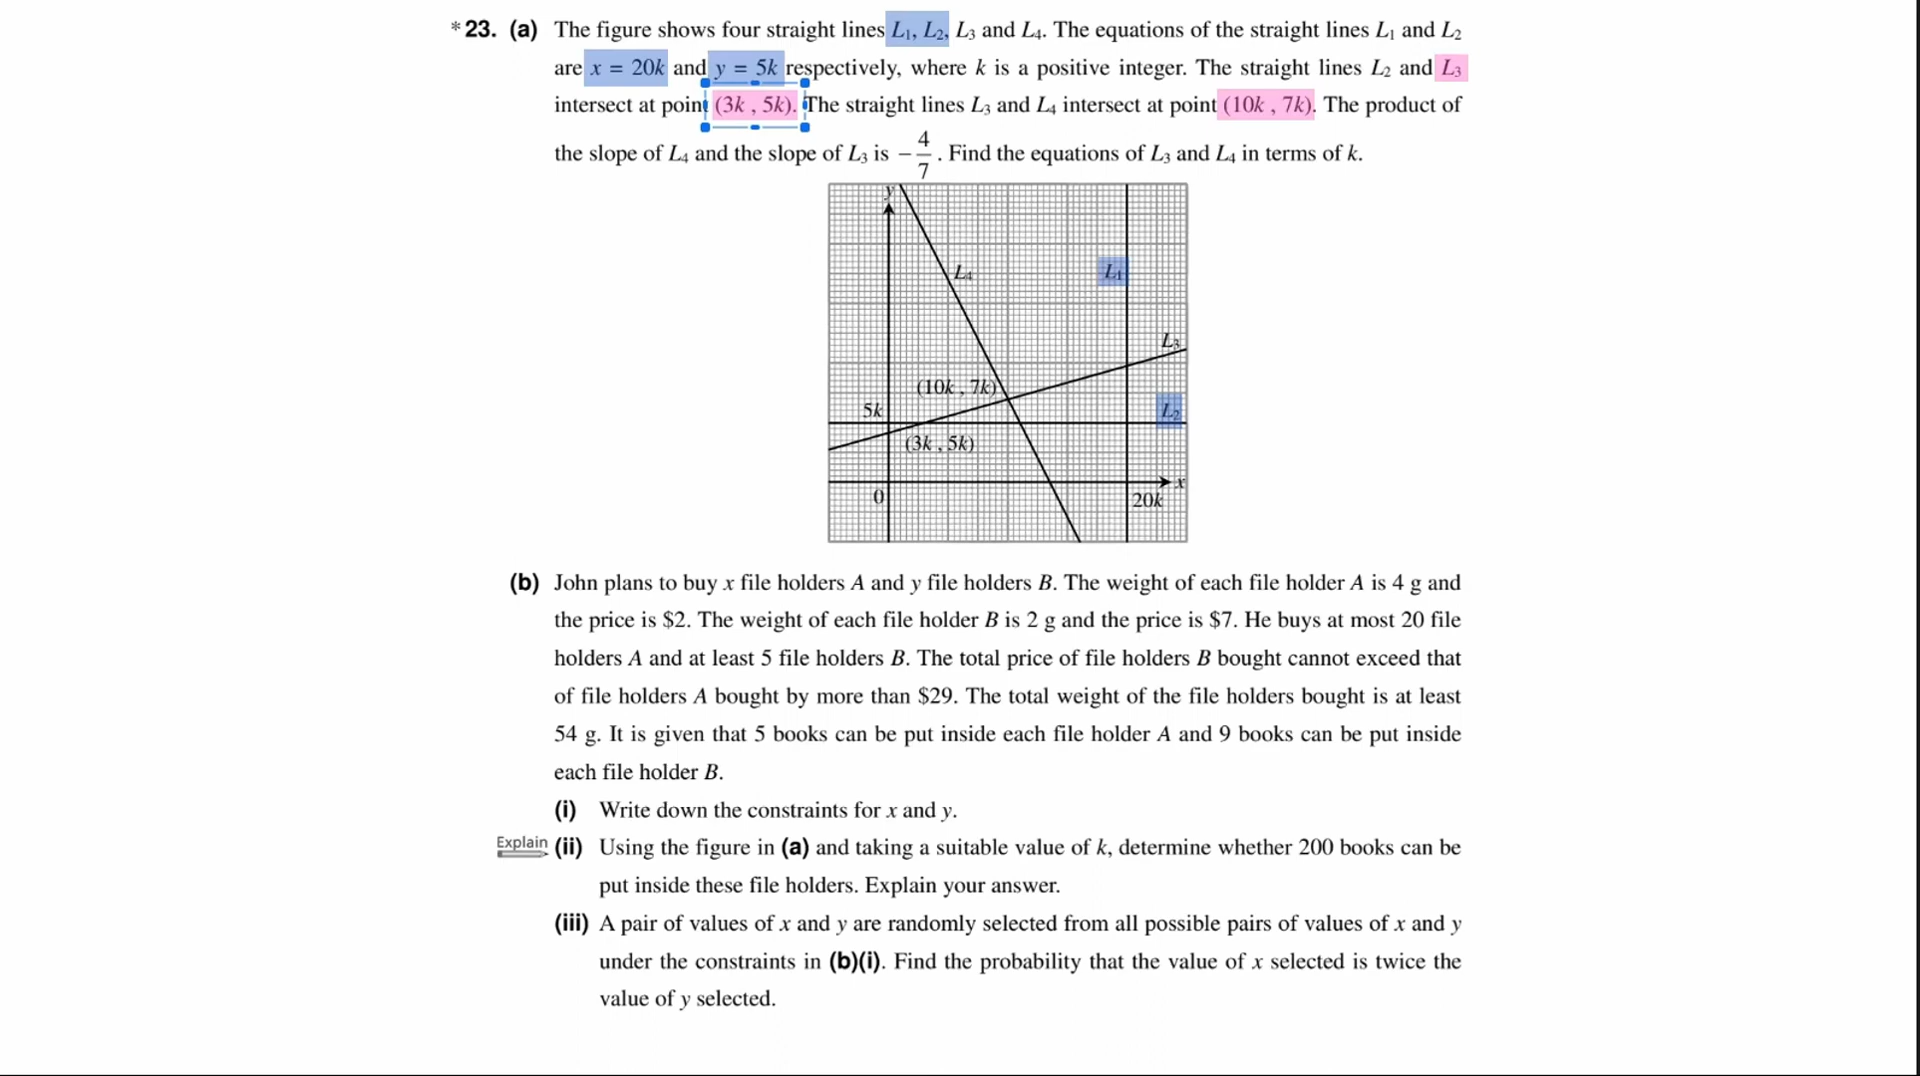 *23. (a) The figure shows four straight lines L₁, L₂, L₃ and L₄. The equations of the straight lines L₁ and L₂
are x = 20k and y = 5k respectively, where k is a positive integer. The straight lines L₂ and L₃
intersect at point (3k , 5k). The straight lines L₃ and L₄ intersect at point (10k , 7k). The product of
the slope of L₄ and the slope of L₃ is −4/7 . Find the equations of L₃ and L₄ in terms of k.
y
L₄
L₁
L₃
(10k , 7k)
5k
L₂
(3k , 5k)
x
0
20k
(b) John plans to buy x file holders A and y file holders B. The weight of each file holder A is 4 g and
the price is $2. The weight of each file holder B is 2 g and the price is $7. He buys at most 20 file
holders A and at least 5 file holders B. The total price of file holders B bought cannot exceed that
of file holders A bought by more than $29. The total weight of the file holders bought is at least
54 g. It is given that 5 books can be put inside each file holder A and 9 books can be put inside
each file holder B.
(i) Write down the constraints for x and y.
Explain (ii) Using the figure in (a) and taking a suitable value of k, determine whether 200 books can be
put inside these file holders. Explain your answer.
(iii) A pair of values of x and y are randomly selected from all possible pairs of values of x and y
under the constraints in (b)(i). Find the probability that the value of x selected is twice the
value of y selected.